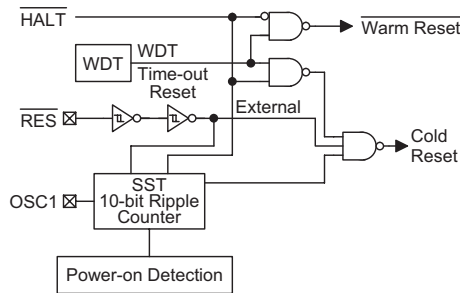 HALT
Warm Reset
WDT
WDT
Time-out
Reset
RES
External
Cold
Reset
OSC1
SST
10-bit Ripple
Counter
Power-on Detection